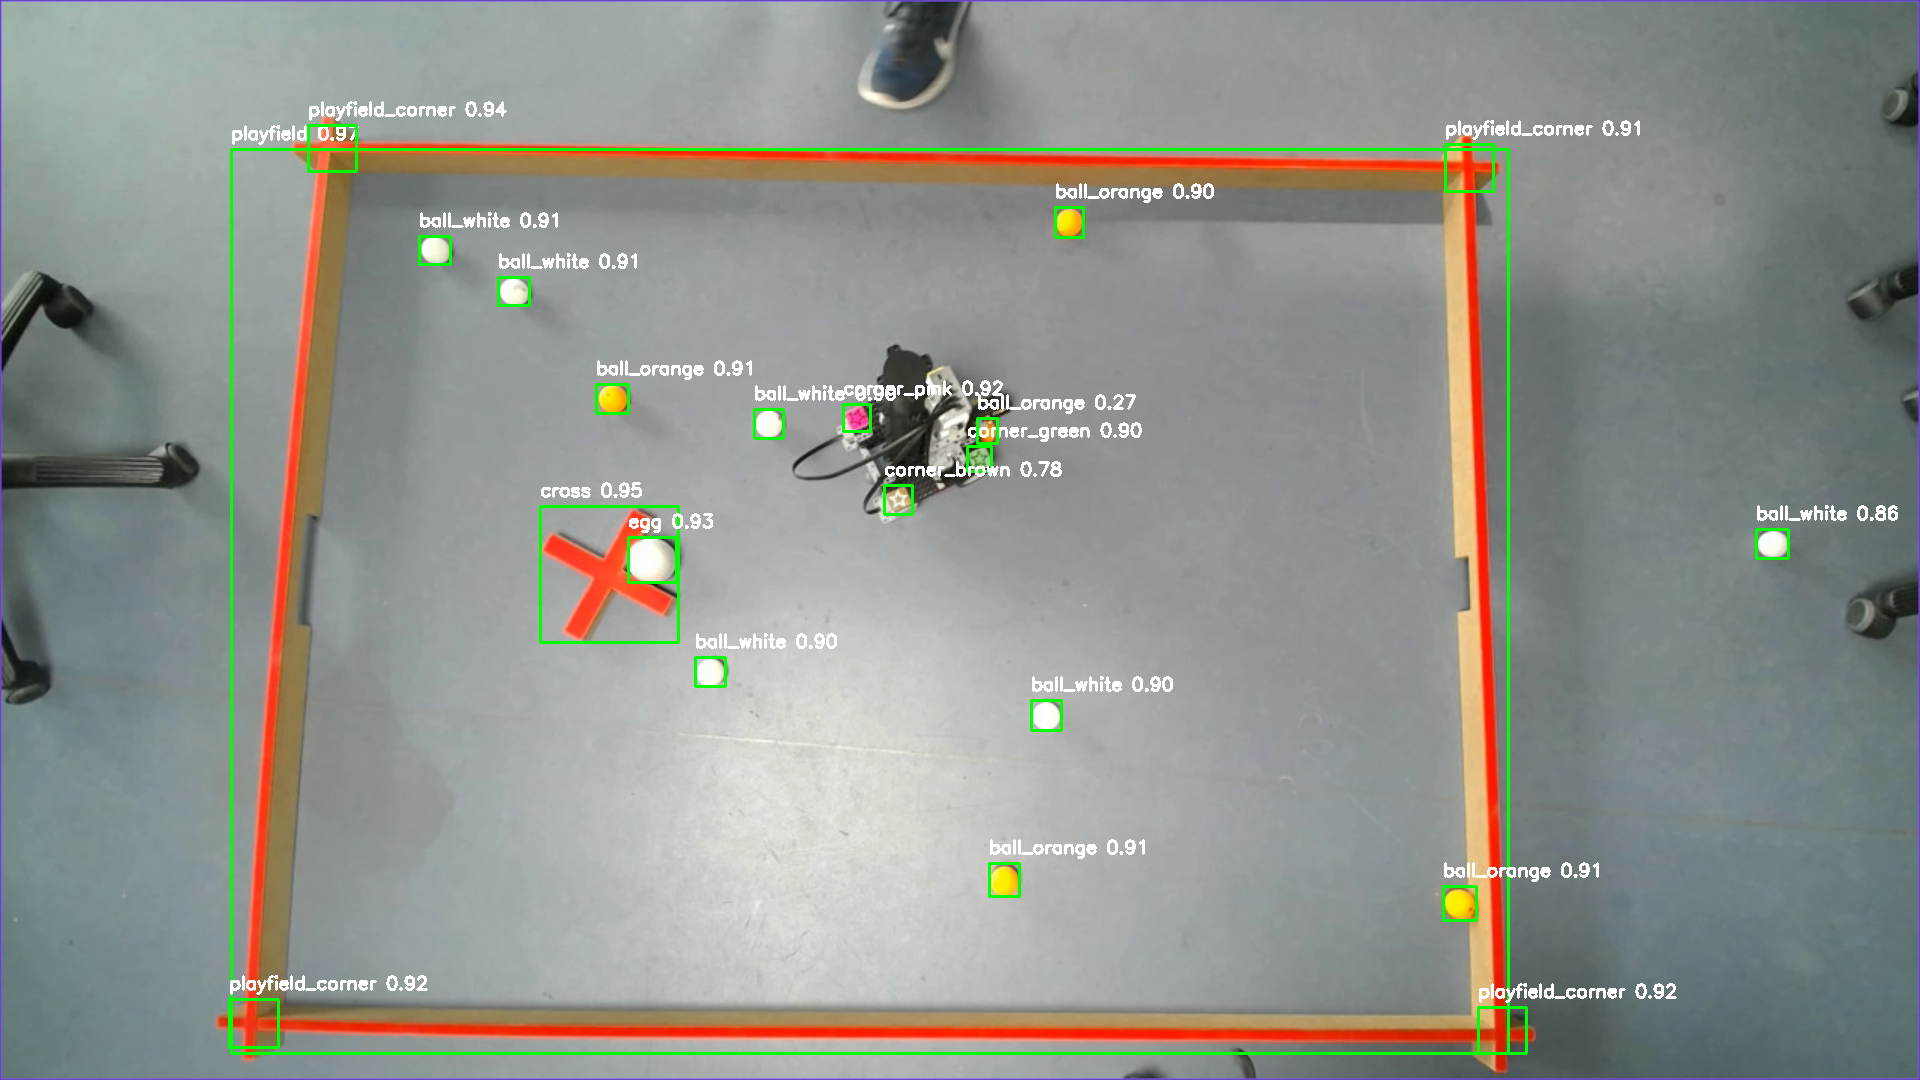 playfield_corner 0.94
playfield 0.97
playfield_corner 0.91
ball_orange 0.90
ball_white 0.91
ball_white 0.91
ball_orange 0.91
ball_white 0.90
corner_pink 0.92
ball_orange 0.27
corner_green 0.90
corner_brown 0.78
cross 0.95
egg 0.93
ball_white 0.86
ball_white 0.90
ball_white 0.90
ball_orange 0.91
ball_orange 0.91
playfield_corner 0.92
playfield_corner 0.92